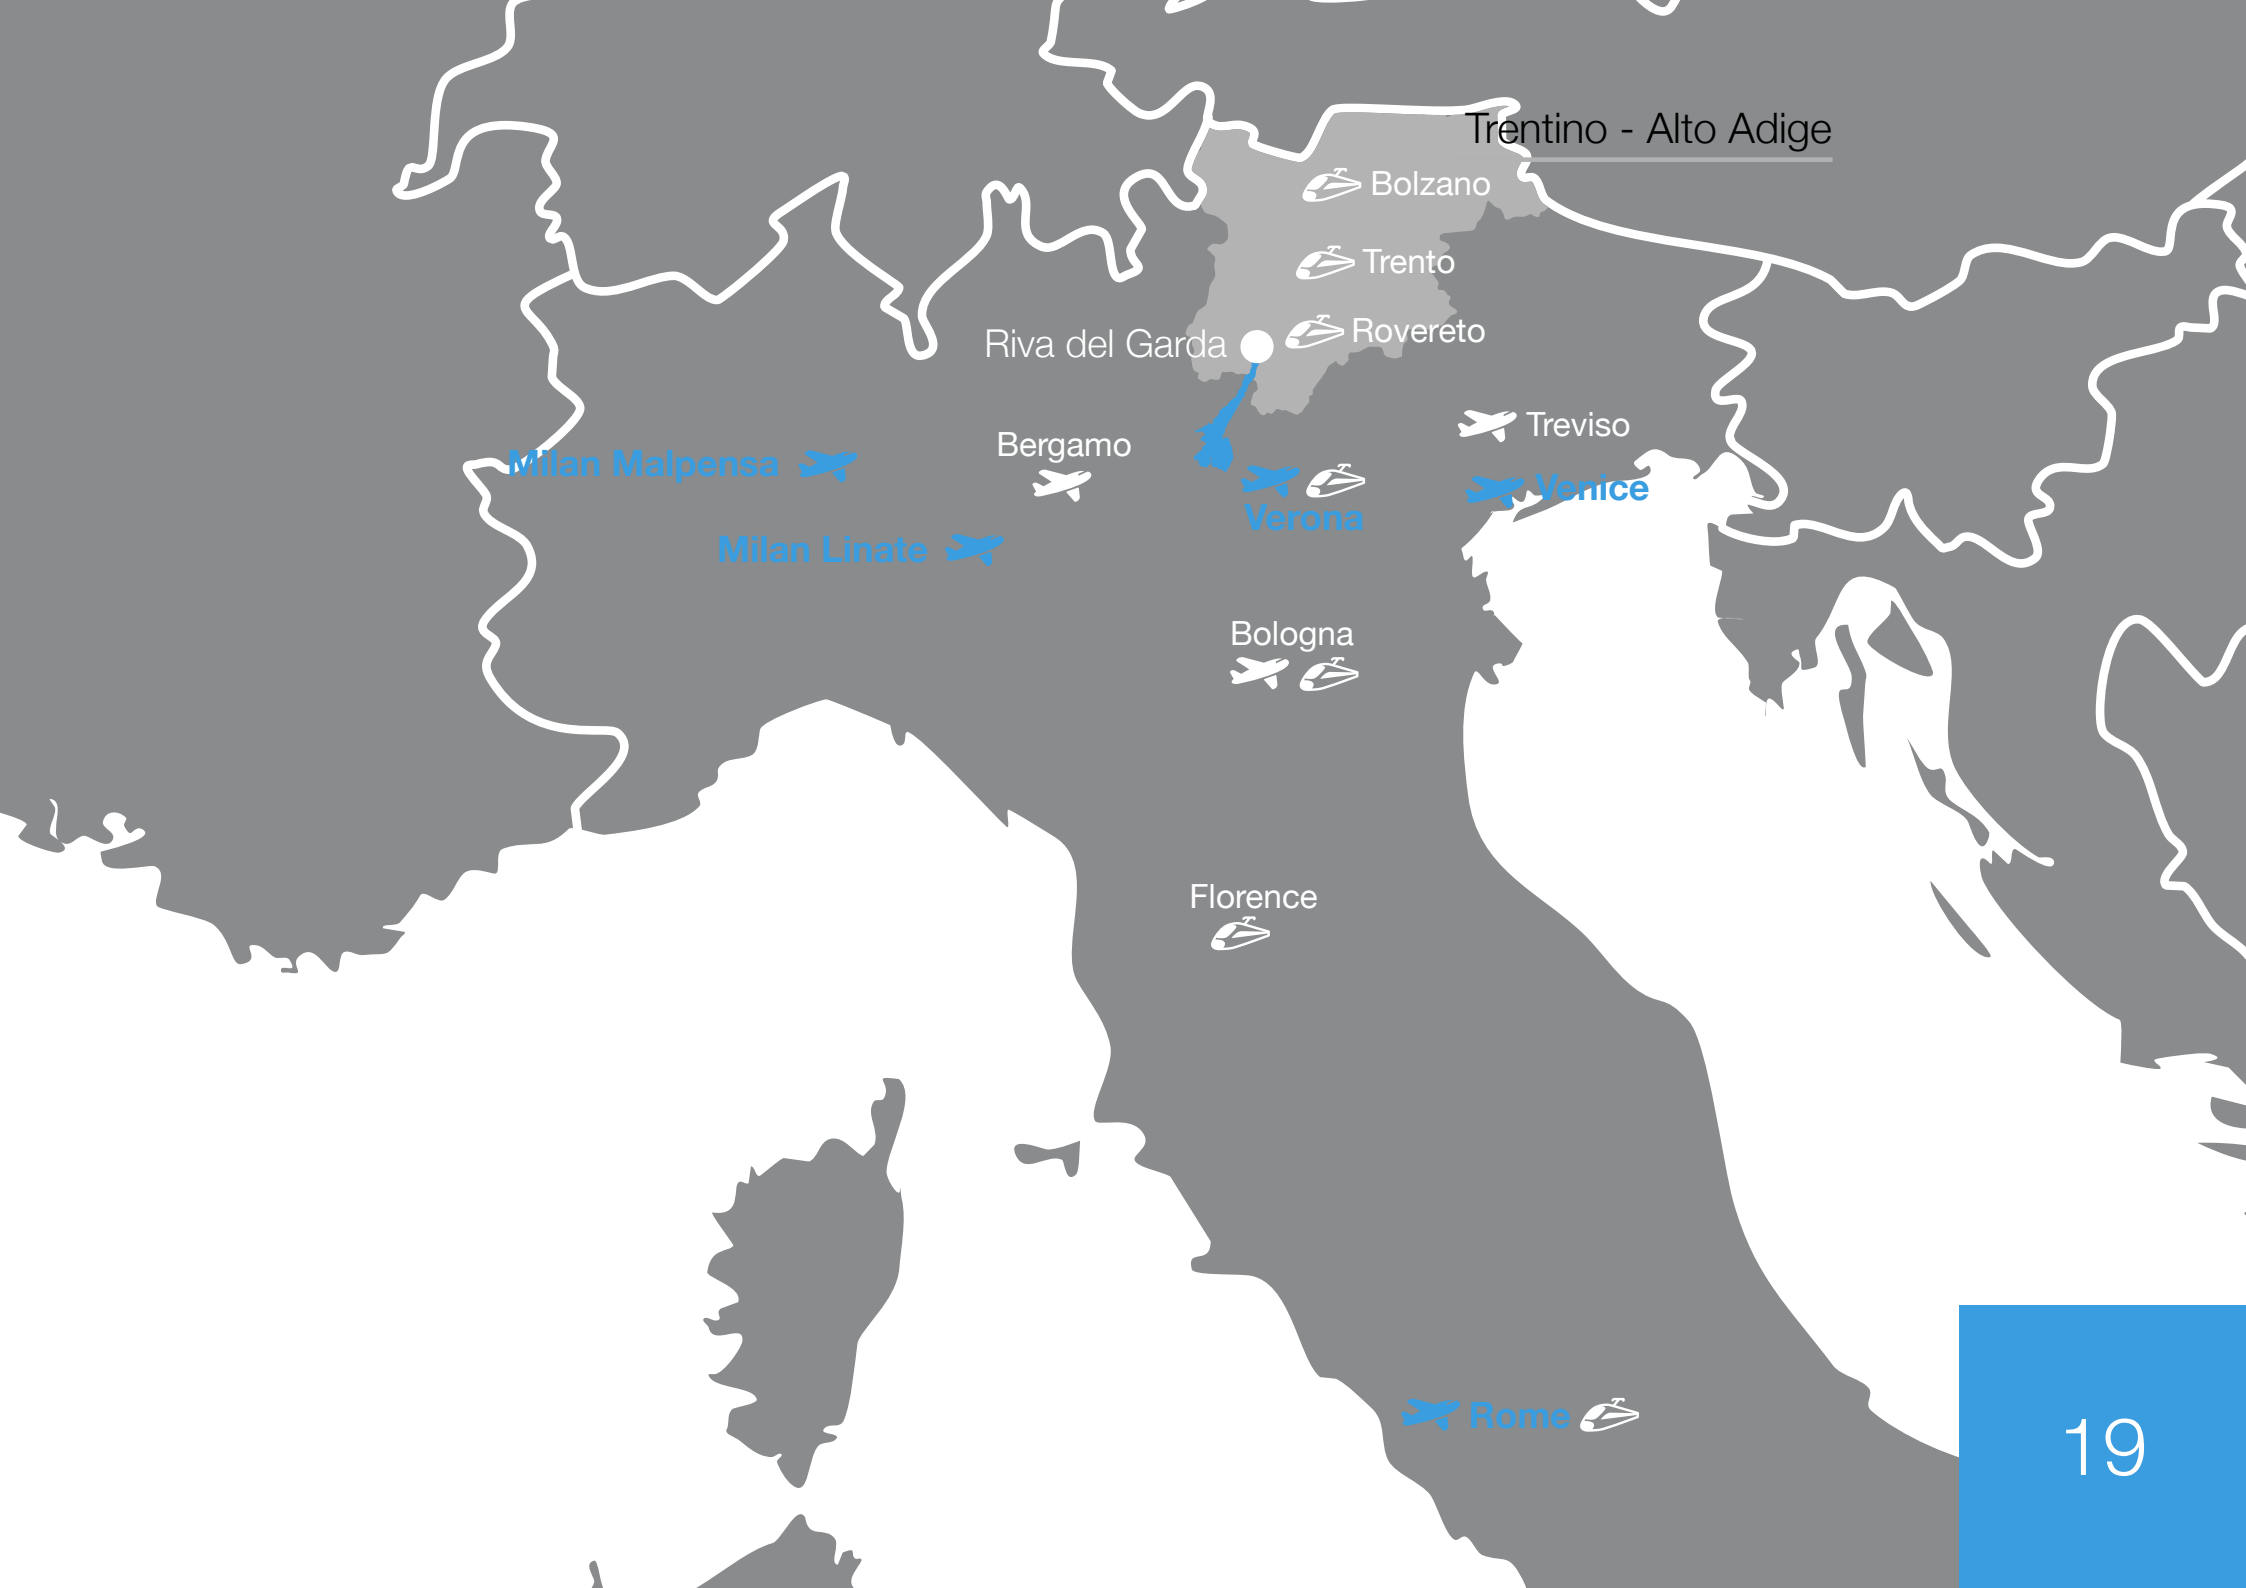 Trentino - Alto Adige
Bolzano
Trento
Rovereto
Riva del Garda
Treviso
Bergamo
Milan Malpensa
Venice
Verona
Milan Linate
Bologna
Florence
Rome
19